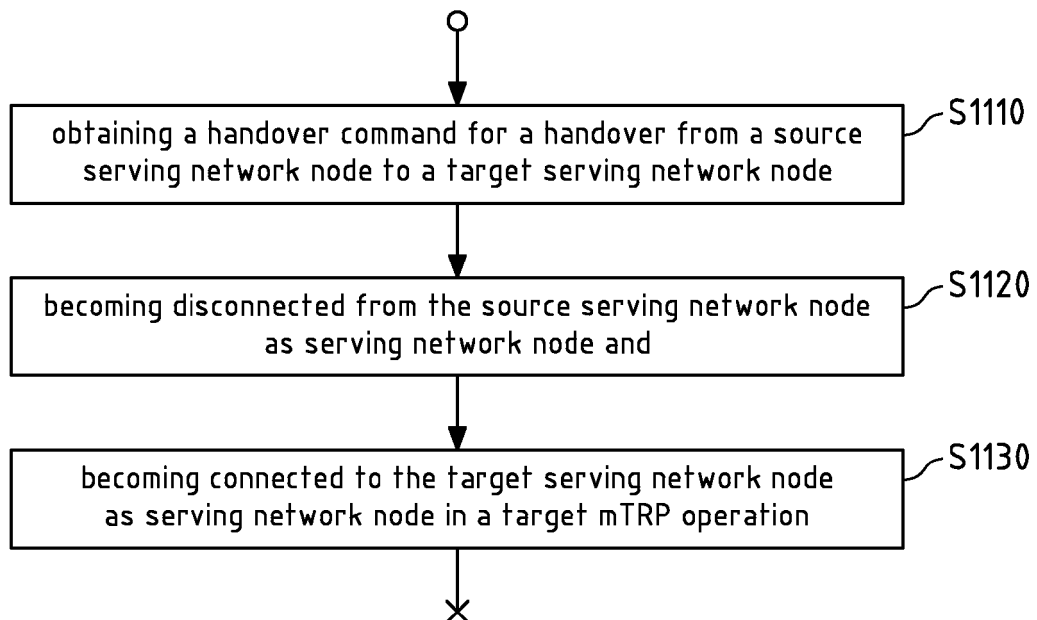 obtaining a handover command for a handover from a source
serving network node to a target serving network node
S1110
becoming disconnected from the source serving network node
as serving network node and
S1120
becoming connected to the target serving network node
as serving network node in a target mTRP operation
S1130